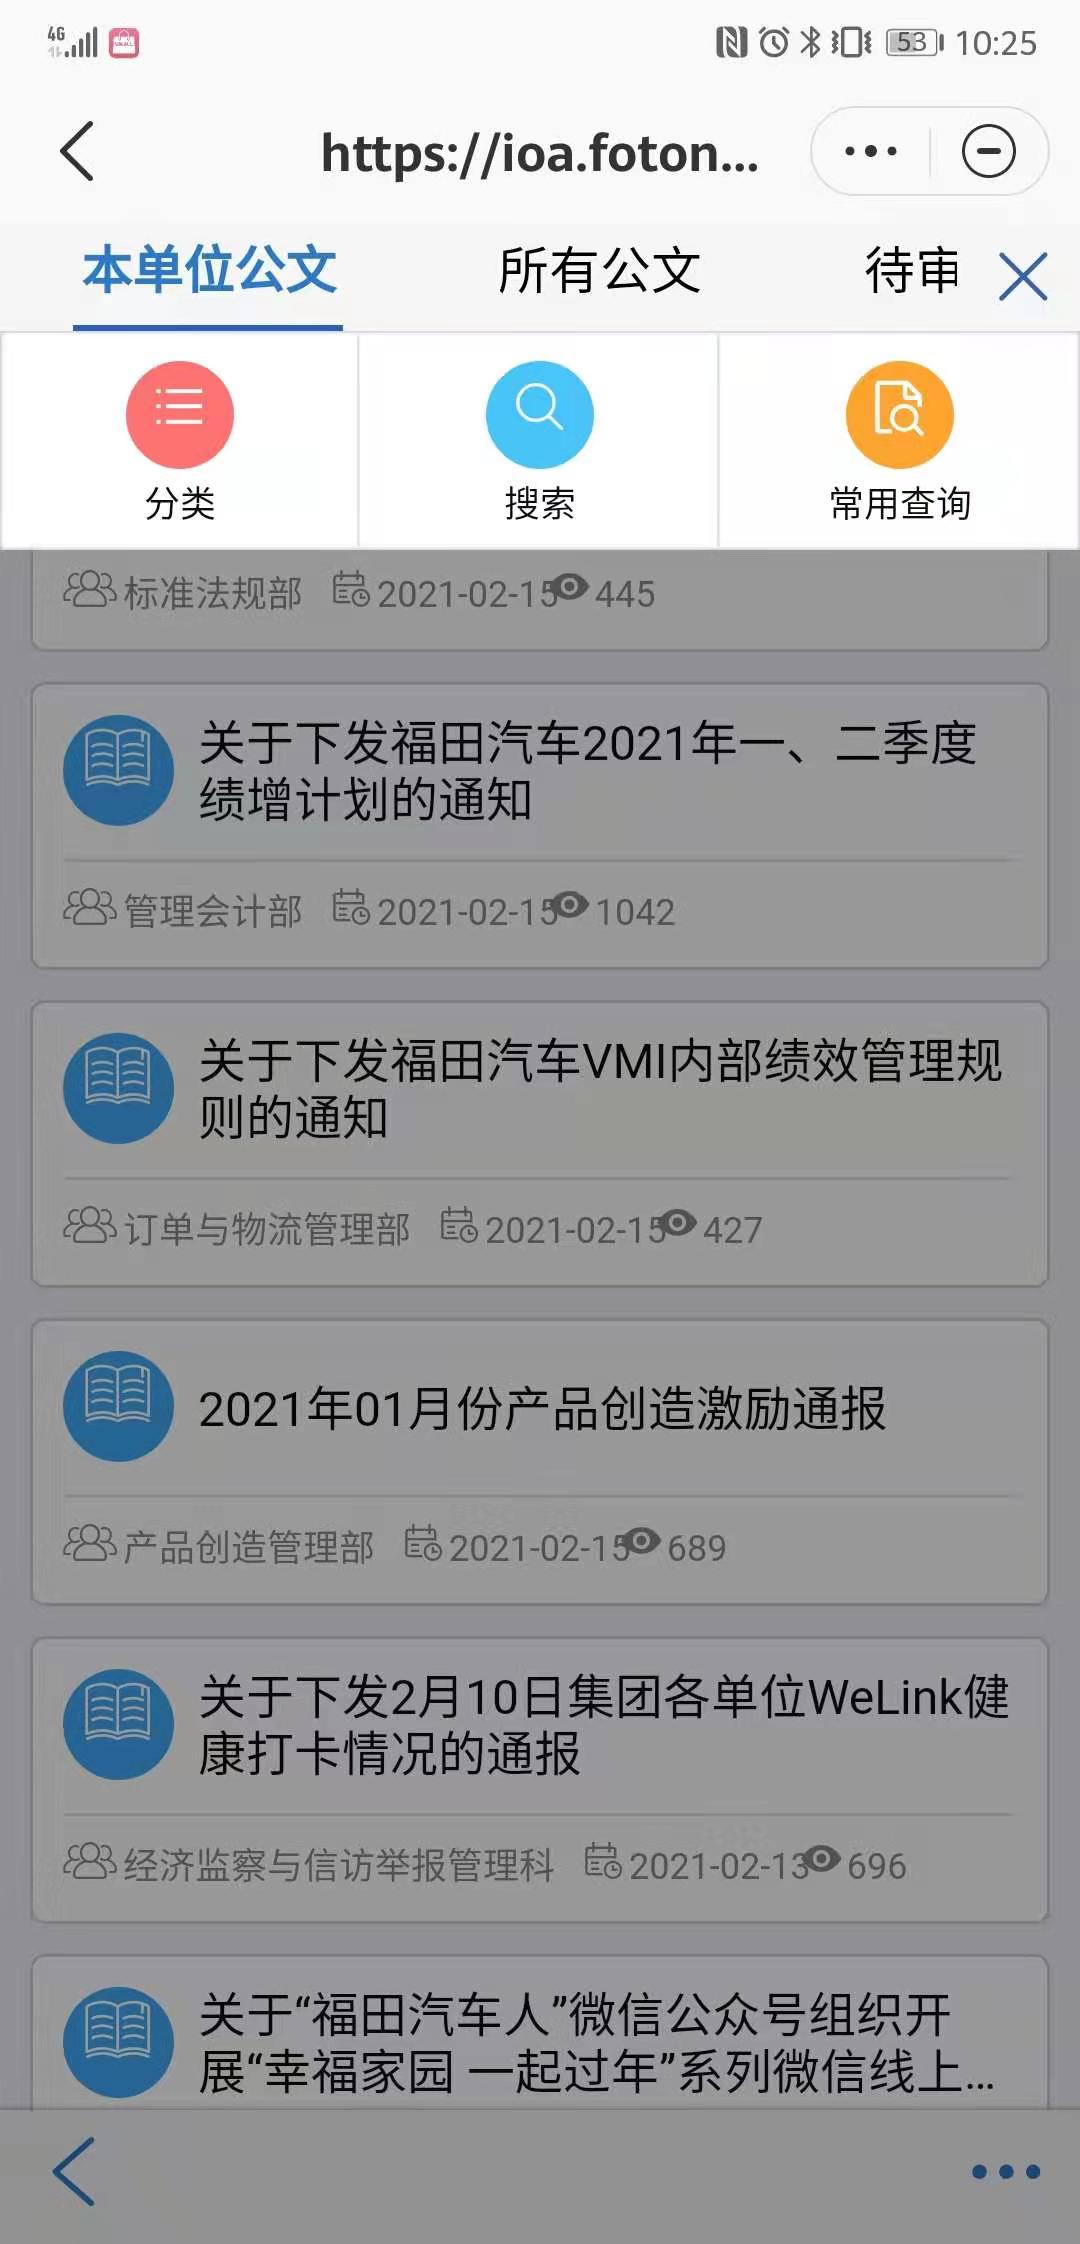 4G
53 10:25
https://ioa.foton...
本单位公文 所有公文 待审
分类 搜索 常用查询
标准法规部 2021-02-15 445
关于下发福田汽车2021年一、二季度
绩增计划的通知
管理会计部 2021-02-15 1042
关于下发福田汽车VMI内部绩效管理规
则的通知
订单与物流管理部 2021-02-15 427
2021年01月份产品创造激励通报
产品创造管理部 2021-02-15 689
关于下发2月10日集团各单位WeLink健
康打卡情况的通报
经济监察与信访举报管理科 2021-02-13 696
关于“福田汽车人”微信公众号组织开
展“幸福家园 一起过年”系列微信线上...